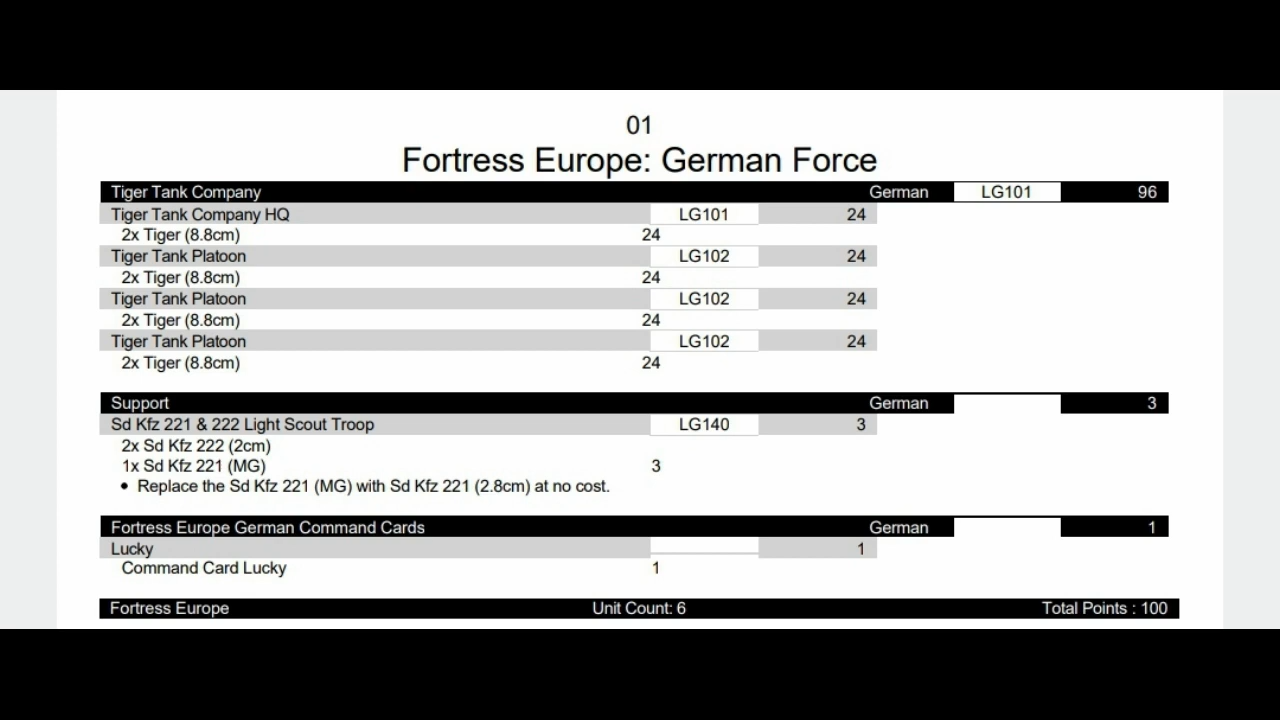 01
Fortress Europe: German Force
Tiger Tank Company German LG101 96
Tiger Tank Company HQ LG101 24
2x Tiger (8.8cm) 24
Tiger Tank Platoon LG102 24
2x Tiger (8.8cm) 24
Tiger Tank Platoon LG102 24
2x Tiger (8.8cm) 24
Tiger Tank Platoon LG102 24
2x Tiger (8.8cm) 24
Support German 3
Sd Kfz 221 & 222 Light Scout Troop LG140 3
2x Sd Kfz 222 (2cm)
1x Sd Kfz 221 (MG) 3
• Replace the Sd Kfz 221 (MG) with Sd Kfz 221 (2.8cm) at no cost.
Fortress Europe German Command Cards German 1
Lucky 1
Command Card Lucky 1
Fortress Europe Unit Count: 6 Total Points : 100